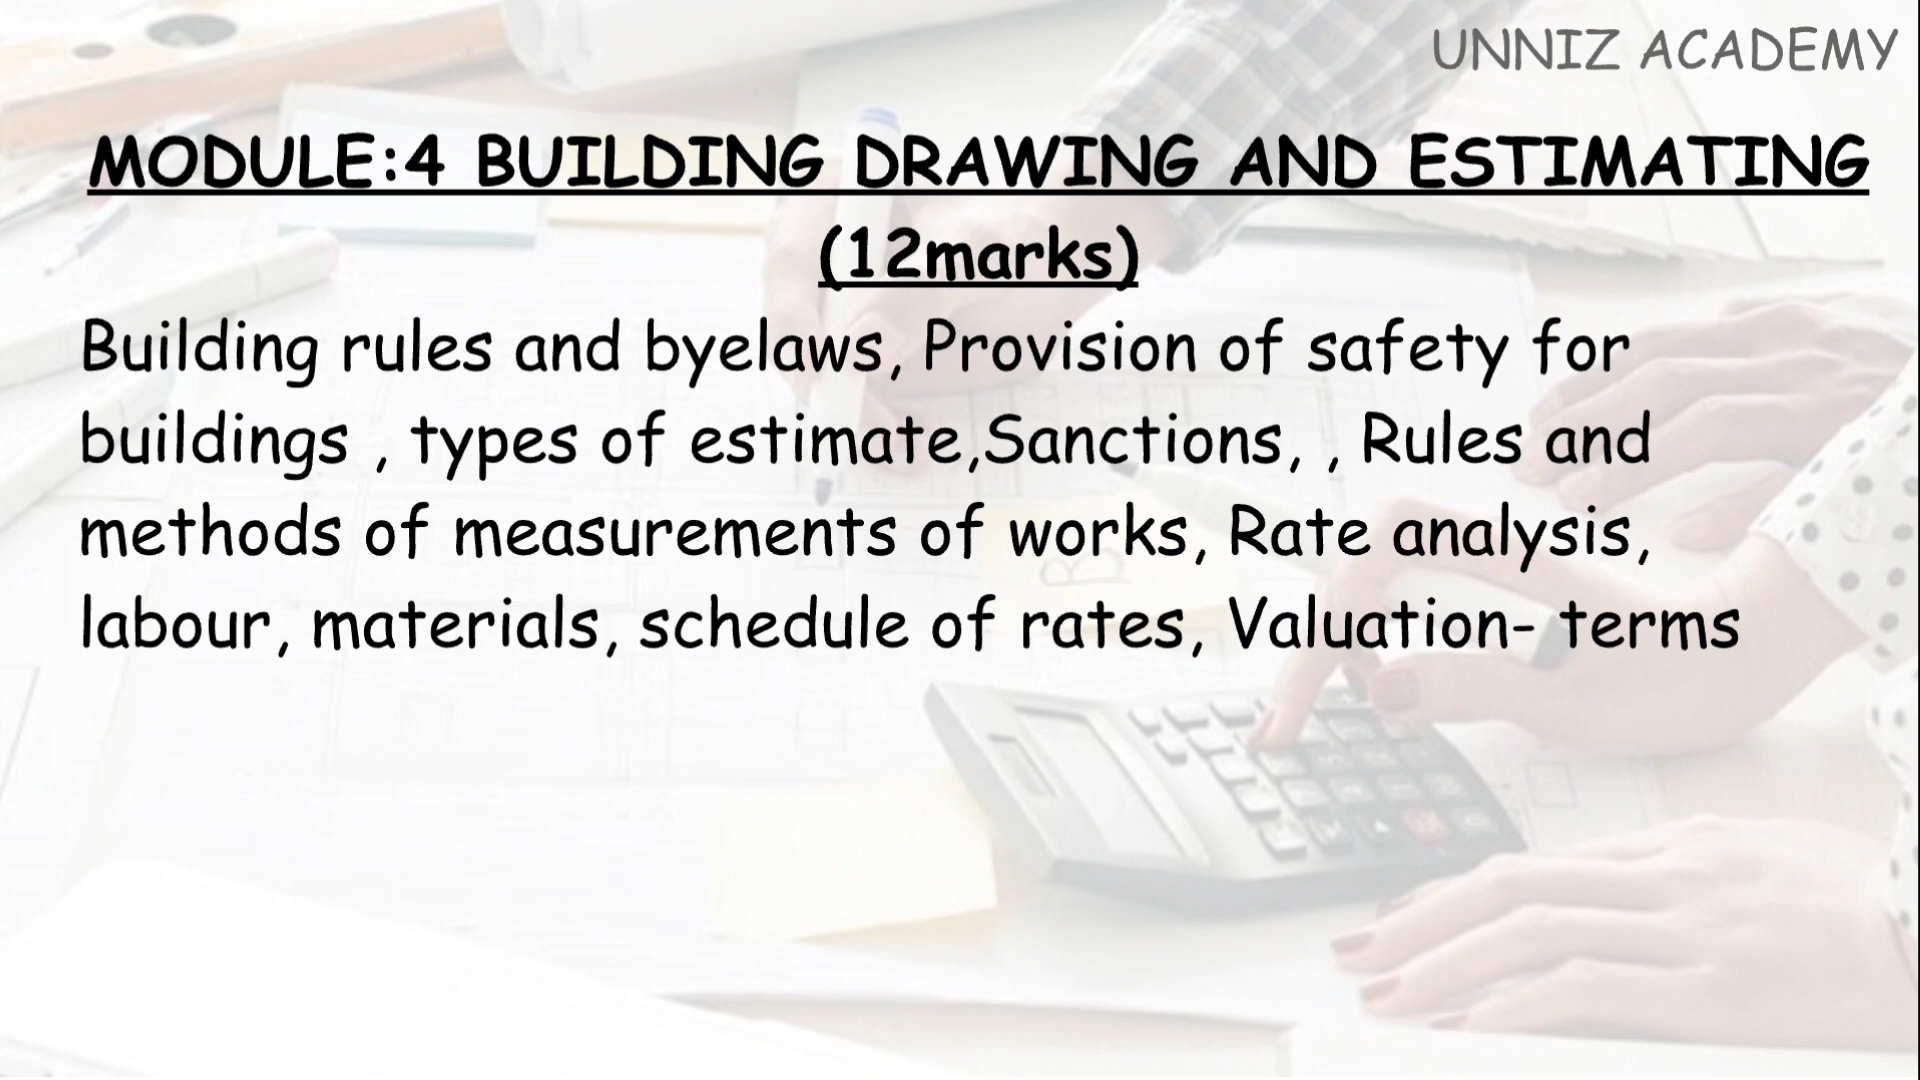 UNNIZ ACADEMY
MODULE:4 BUILDING DRAWING AND ESTIMATING
(12marks)
Building rules and byelaws, Provision of safety for
buildings , types of estimate,Sanctions, , Rules and
methods of measurements of works, Rate analysis,
labour, materials, schedule of rates, Valuation- terms